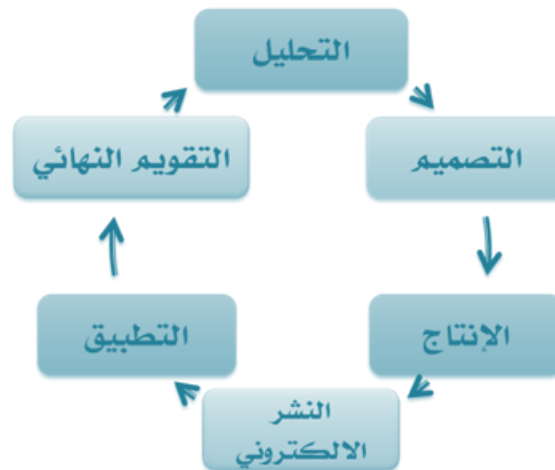 التحليل
التصميم
الإنتاج
النشر
الالكتروني
التطبيق
التقويم النهائي